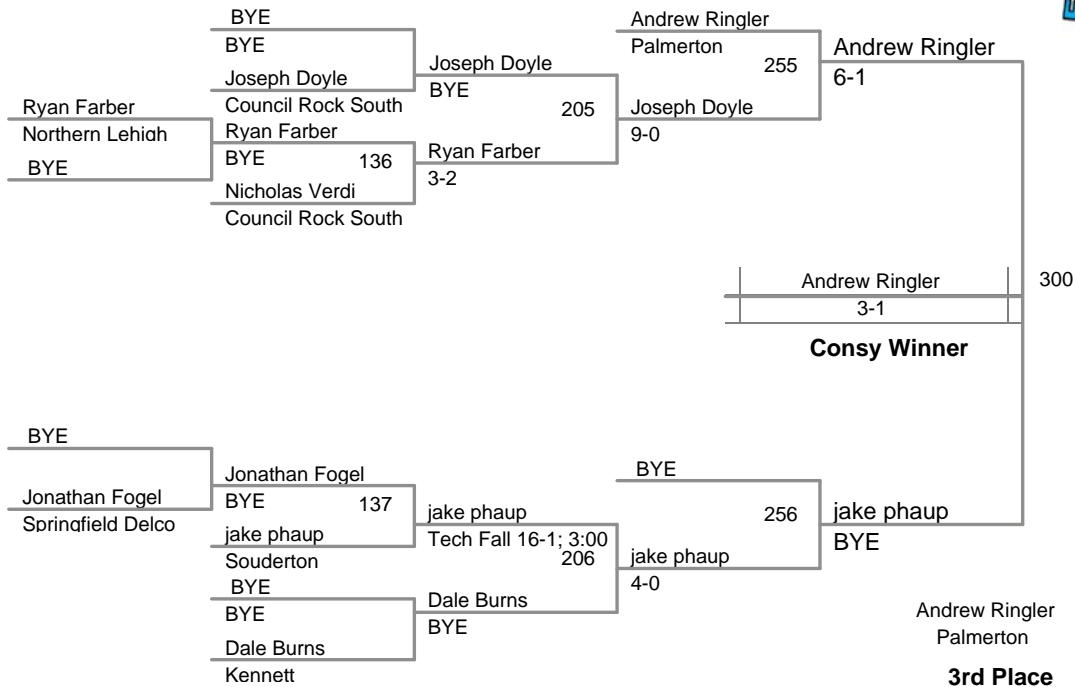 BYE
BYE
Joseph Doyle
Council Rock South
Ryan Farber
Northern Lehigh
BYE
Ryan Farber
BYE
136
Nicholas Verdi
Council Rock South
Joseph Doyle
BYE
205
Ryan Farber
3-2
Andrew Ringler
Palmerton
255
Joseph Doyle
9-0
Andrew Ringler
6-1
Andrew Ringler
3-1
300
Consy Winner
BYE
Jonathan Fogel
Springfield Delco
Jonathan Fogel
BYE
137
jake phaup
Souderton
BYE
BYE
Dale Burns
Kennett
jake phaup
Tech Fall 16-1; 3:00
206
Dale Burns
BYE
BYE
256
jake phaup
4-0
jake phaup
BYE
Andrew Ringler
Palmerton
3rd Place